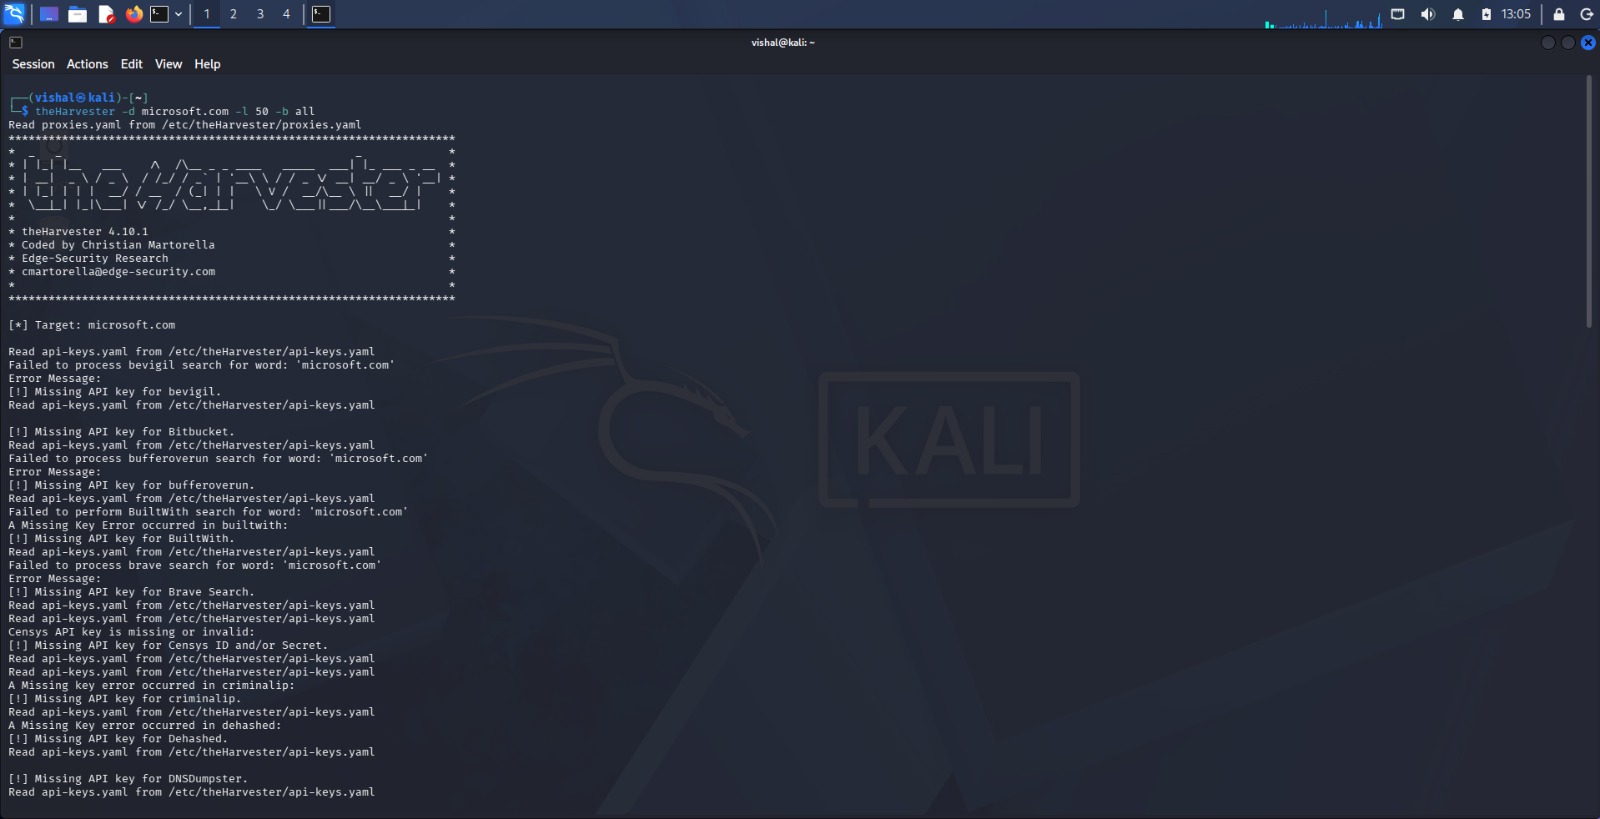 1 2 3 4
13:05
vishal@kali: ~
Session Actions Edit View Help
┌──(vishal㉿kali)-[~]
└─$ theHarvester -d microsoft.com -l 50 -b all
Read proxies.yaml from /etc/theHarvester/proxies.yaml
*******************************************************************
theHarvester
* theHarvester 4.10.1 *
* Coded by Christian Martorella *
* Edge-Security Research *
* cmartorella@edge-security.com *
* *
*******************************************************************
[*] Target: microsoft.com
Read api-keys.yaml from /etc/theHarvester/api-keys.yaml
Failed to process bevigil search for word: 'microsoft.com'
Error Message:
[!] Missing API key for bevigil.
Read api-keys.yaml from /etc/theHarvester/api-keys.yaml
[!] Missing API key for Bitbucket.
Read api-keys.yaml from /etc/theHarvester/api-keys.yaml
Failed to process bufferoverun search for word: 'microsoft.com'
Error Message:
[!] Missing API key for bufferoverun.
Read api-keys.yaml from /etc/theHarvester/api-keys.yaml
Failed to perform BuiltWith search for word: 'microsoft.com'
A Missing Key Error occurred in builtwith:
[!] Missing API key for BuiltWith.
Read api-keys.yaml from /etc/theHarvester/api-keys.yaml
Failed to process brave search for word: 'microsoft.com'
Error Message:
[!] Missing API key for Brave Search.
Read api-keys.yaml from /etc/theHarvester/api-keys.yaml
Read api-keys.yaml from /etc/theHarvester/api-keys.yaml
Censys API key is missing or invalid:
[!] Missing API key for Censys ID and/or Secret.
Read api-keys.yaml from /etc/theHarvester/api-keys.yaml
Read api-keys.yaml from /etc/theHarvester/api-keys.yaml
A Missing key error occurred in criminalip:
[!] Missing API key for criminalip.
Read api-keys.yaml from /etc/theHarvester/api-keys.yaml
A Missing Key error occurred in dehashed:
[!] Missing API key for Dehashed.
Read api-keys.yaml from /etc/theHarvester/api-keys.yaml
[!] Missing API key for DNSDumpster.
Read api-keys.yaml from /etc/theHarvester/api-keys.yaml
KALI